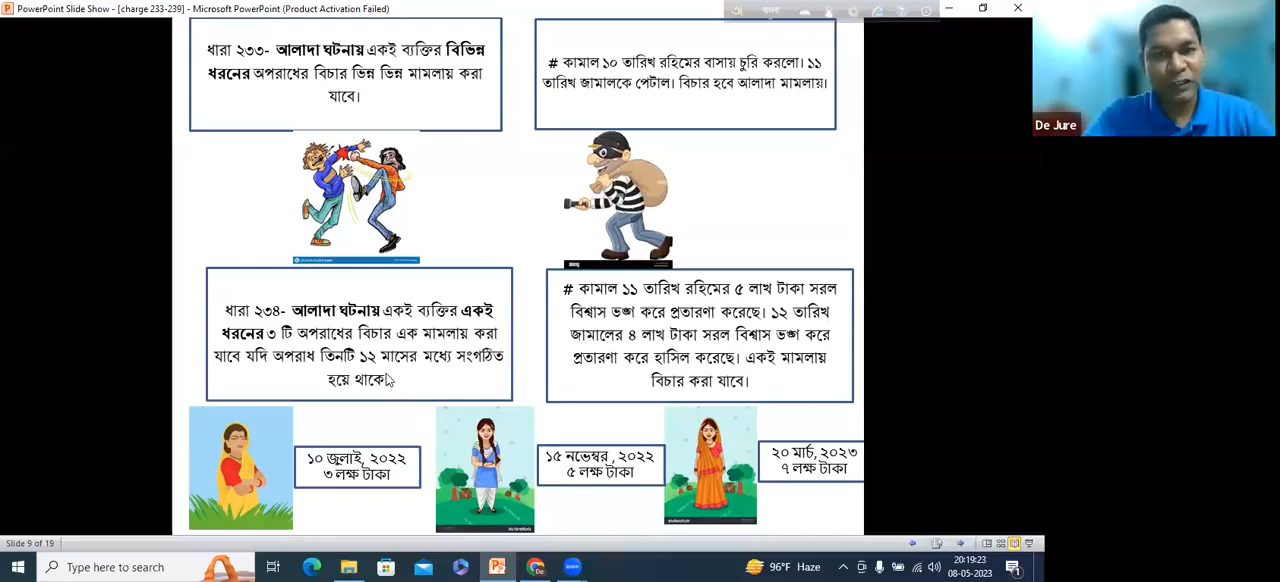 PowerPoint Slide Show - [charge 233-239] - Microsoft PowerPoint (Product Activation Failed)
বাংলা
ধারা ২৩৩- আলাদা ঘটনায় একই ব্যক্তির বিভিন্ন
ধরনের অপরাধের বিচার ভিন্ন ভিন্ন মামলায় করা
যাবে।
# কামাল ১০ তারিখ রহিমের বাসায় চুরি করলো। ১১
তারিখ জামালকে পেটাল। বিচার হবে আলাদা মামলায়।
De Jure
ধারা ২৩৪- আলাদা ঘটনায় একই ব্যক্তির একই
ধরনের ৩ টি অপরাধের বিচার এক মামলায় করা
যাবে যদি অপরাধ তিনটি ১২ মাসের মধ্যে সংগঠিত
হয়ে থাকে
# কামাল ১১ তারিখ রহিমের ৫ লাখ টাকা সরল
বিশ্বাস ভঙ্গ করে প্রতারণা করেছে। ১২ তারিখ
জামালের ৪ লাখ টাকা সরল বিশ্বাস ভঙ্গ করে
প্রতারণা করে হাসিল করেছে। একই মামলায়
বিচার করা যাবে।
১০ জুলাই, ২০২২
৩ লক্ষ টাকা
১৫ নভেম্বর , ২০২২
৫ লক্ষ টাকা
২০ মার্চ, ২০২৩
৭ লক্ষ টাকা
Slide 9 of 19
Type here to search
96°F Haze
20:19:23
08-05-2023